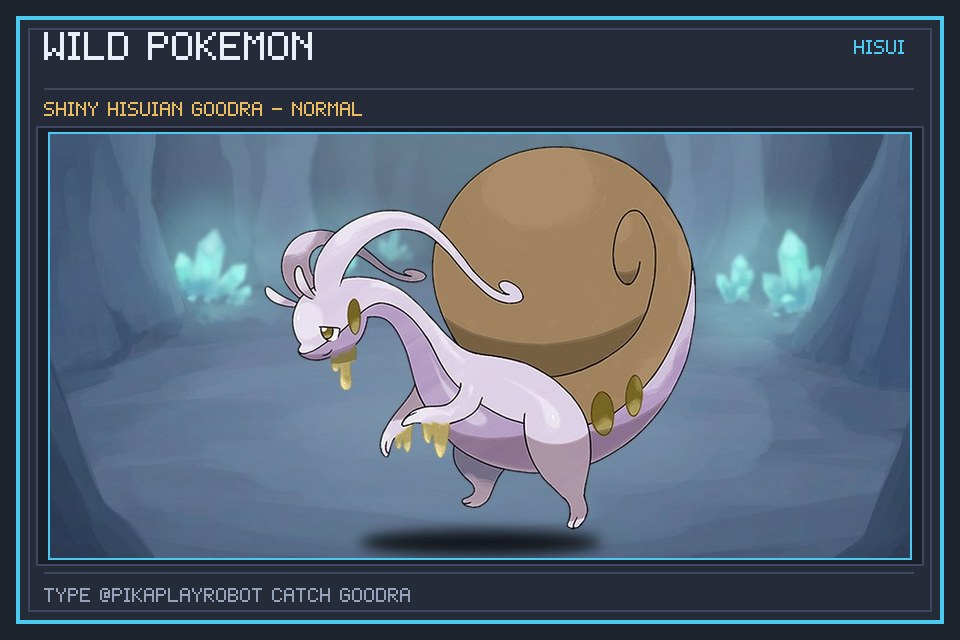 WILD POKEMON
HISUI
SHINY HISUIAN GOODRA - NORMAL
TYPE @PIKAPLAYROBOT CATCH GOODRA